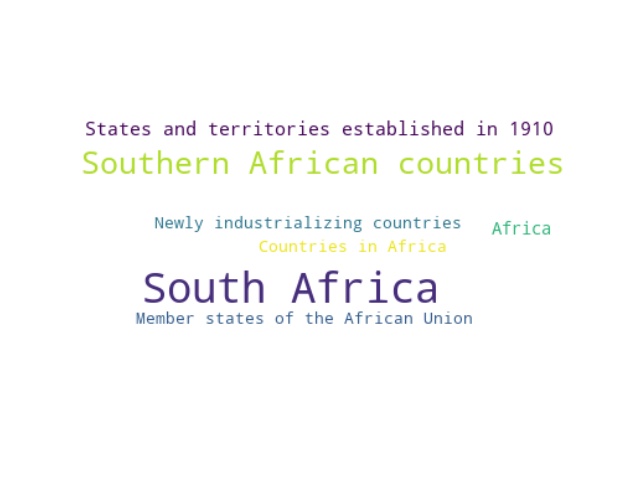 States and territories established in 1910
Southern African countries
Newly industrializing countries
Africa
Countries in Africa
South Africa
Member states of the African Union